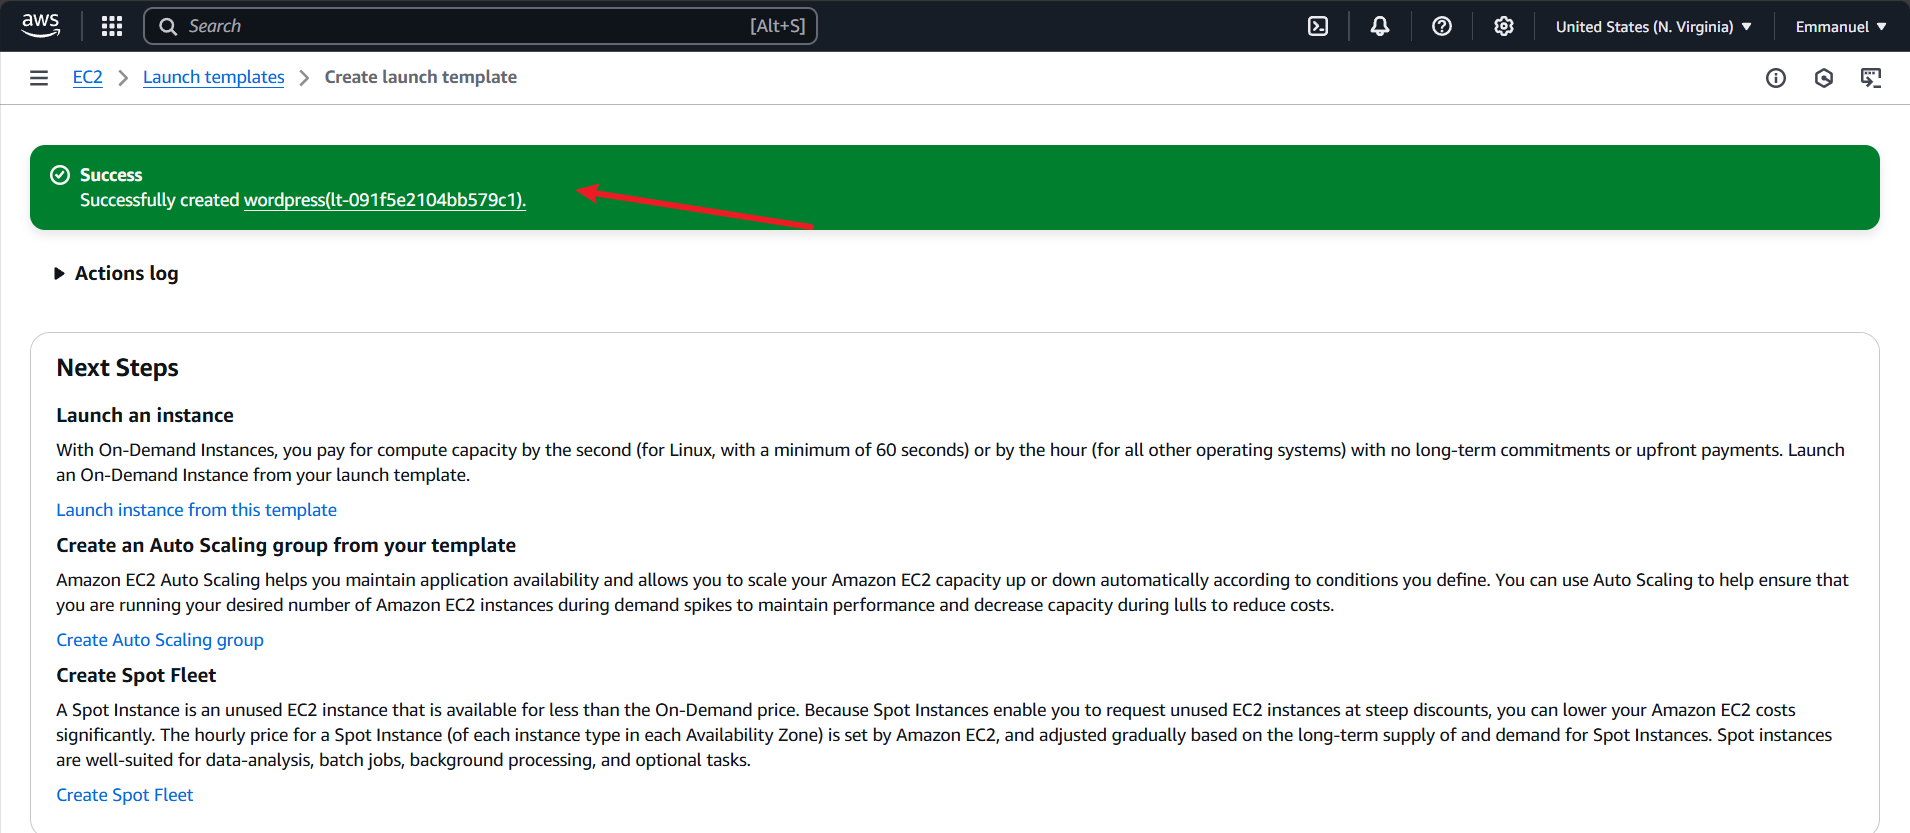 aws
Search
[Alt+S]
United States (N. Virginia)
Emmanuel
EC2
Launch templates
Create launch template
Success
Successfully created wordpress(lt-091f5e2104bb579c1).
Actions log
Next Steps
Launch an instance
With On-Demand Instances, you pay for compute capacity by the second (for Linux, with a minimum of 60 seconds) or by the hour (for all other operating systems) with no long-term commitments or upfront payments. Launch
an On-Demand Instance from your launch template.
Launch instance from this template
Create an Auto Scaling group from your template
Amazon EC2 Auto Scaling helps you maintain application availability and allows you to scale your Amazon EC2 capacity up or down automatically according to conditions you define. You can use Auto Scaling to help ensure that
you are running your desired number of Amazon EC2 instances during demand spikes to maintain performance and decrease capacity during lulls to reduce costs.
Create Auto Scaling group
Create Spot Fleet
A Spot Instance is an unused EC2 instance that is available for less than the On-Demand price. Because Spot Instances enable you to request unused EC2 instances at steep discounts, you can lower your Amazon EC2 costs
significantly. The hourly price for a Spot Instance (of each instance type in each Availability Zone) is set by Amazon EC2, and adjusted gradually based on the long-term supply of and demand for Spot Instances. Spot instances
are well-suited for data-analysis, batch jobs, background processing, and optional tasks.
Create Spot Fleet